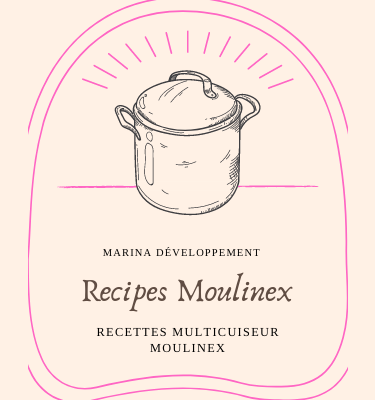 MARINA DÉVELOPPEMENT
Recipes Moulinex
RECETTES MULTICUISEUR
MOULINEX